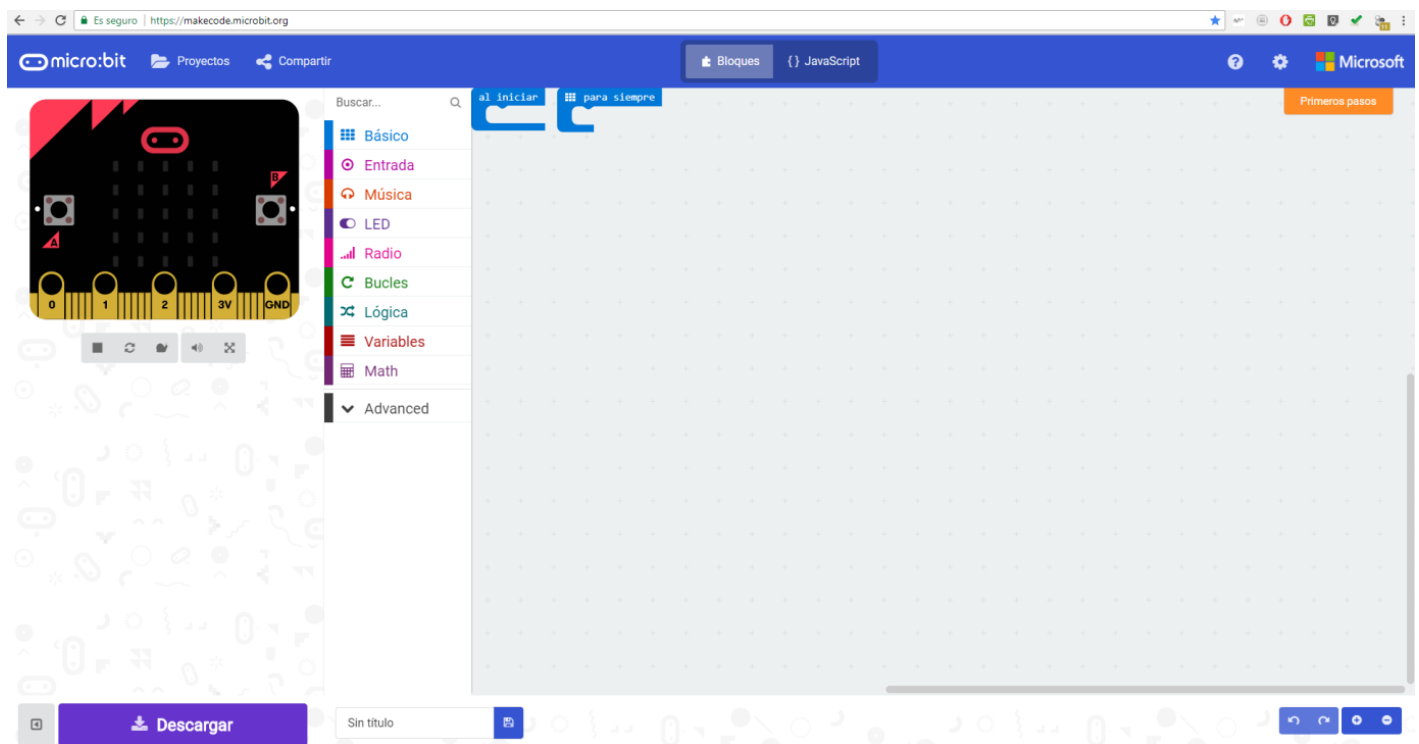 Es seguro | https://makecode.microbit.org
micro:bit Proyectos Compartir Bloques {} JavaScript ? Microsoft
Buscar... al iniciar para siempre Primeros pasos
Básico
Entrada
B
Música
LED
A
Radio
Bucles
0 1 2 3V GND
Lógica
Variables
Math
Advanced
Descargar Sin título